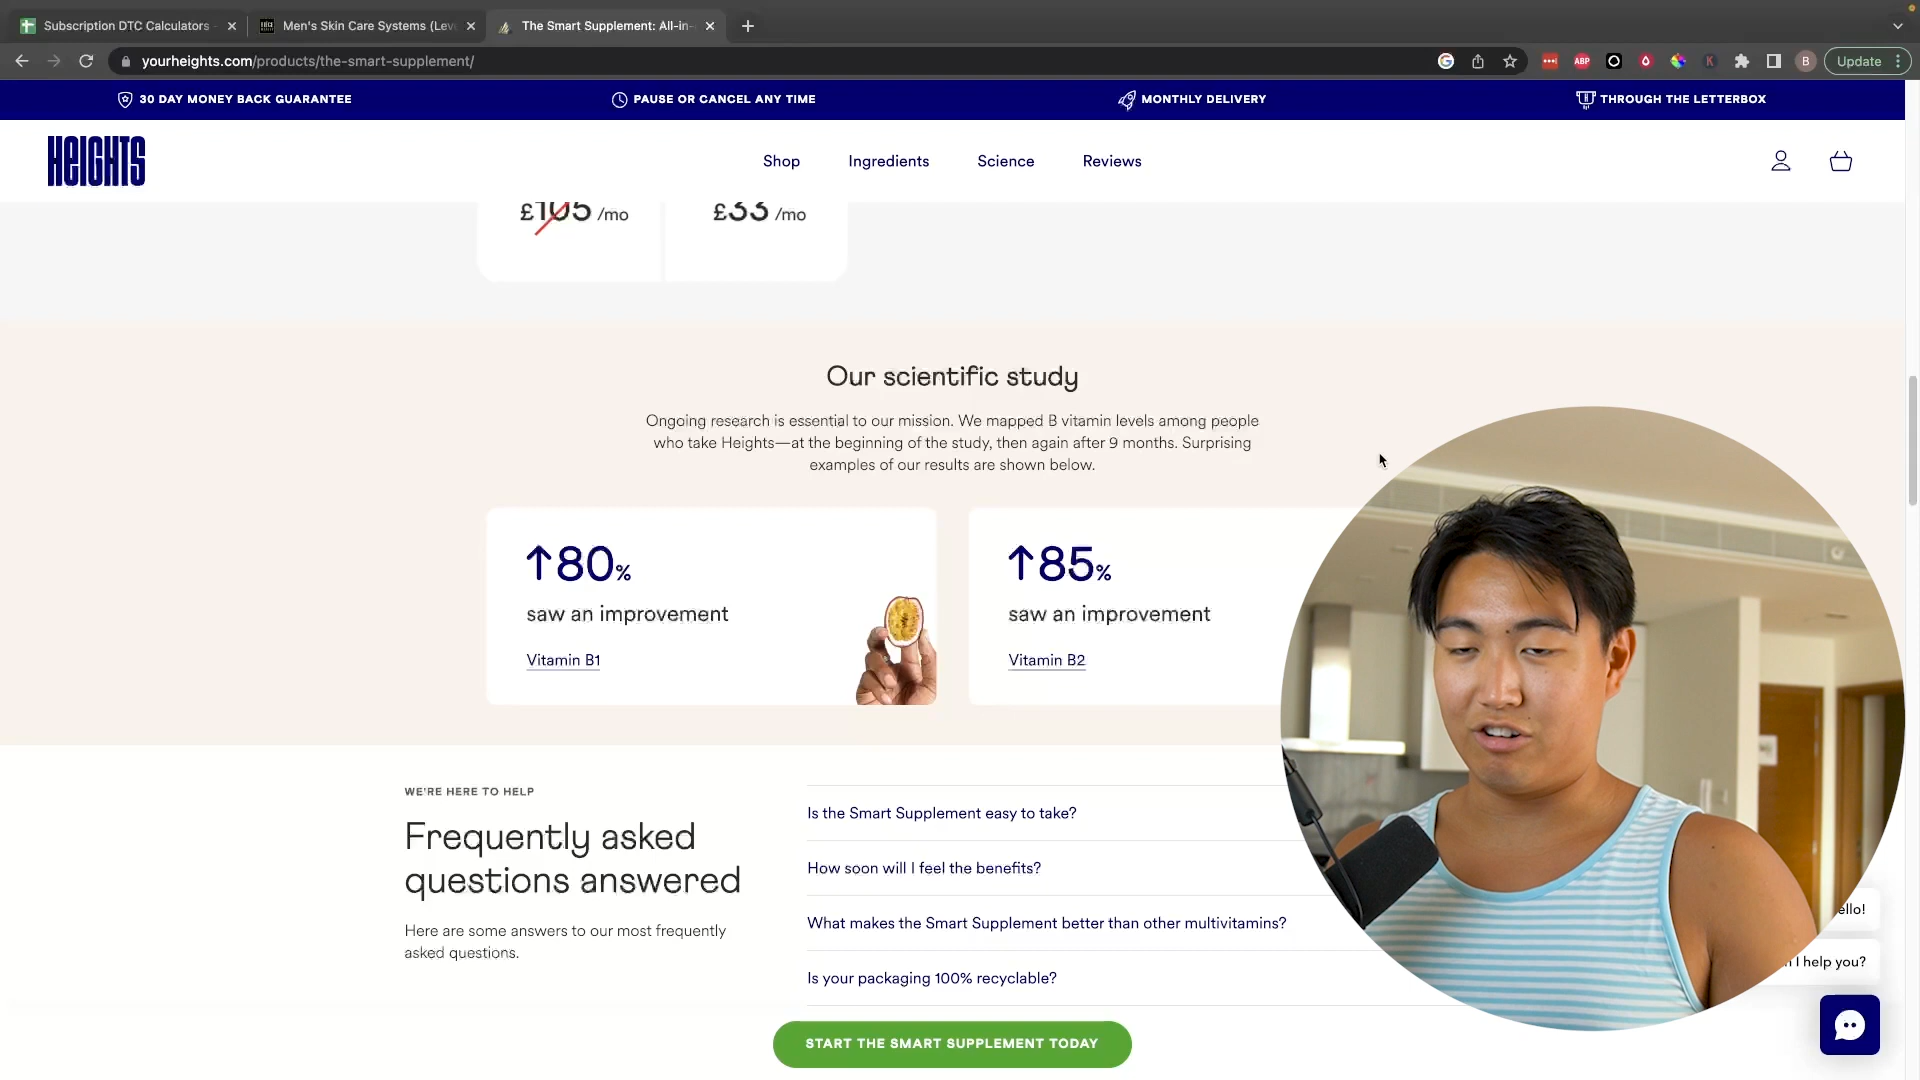 Subscription DTC Calculators -
Men's Skin Care Systems (Lev
The Smart Supplement: All-in-
yourheights.com/products/the-smart-supplement/
ABP
K
B
Update
30 DAY MONEY BACK GUARANTEE
PAUSE OR CANCEL ANY TIME
MONTHLY DELIVERY
THROUGH THE LETTERBOX
HEIGHTS
Shop
Ingredients
Science
Reviews
£105 /mo
£33 /mo
Our scientific study
Ongoing research is essential to our mission. We mapped B vitamin levels among people
who take Heights—at the beginning of the study, then again after 9 months. Surprising
examples of our results are shown below.
↑80%
saw an improvement
Vitamin B1
↑85%
saw an improvement
Vitamin B2
WE'RE HERE TO HELP
Frequently asked
questions answered
Here are some answers to our most frequently
asked questions.
Is the Smart Supplement easy to take?
How soon will I feel the benefits?
What makes the Smart Supplement better than other multivitamins?
Is your packaging 100% recyclable?
ello!
I help you?
START THE SMART SUPPLEMENT TODAY